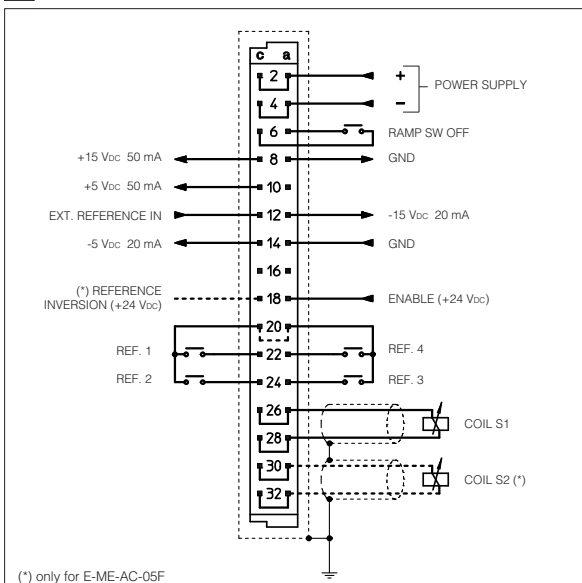 c a
2 + POWER SUPPLY
4 −
6 RAMP SW OFF
+15 VDC 50 mA 8 GND
+5 VDC 50 mA 10
EXT. REFERENCE IN 12 -15 VDC 20 mA
-5 VDC 20 mA 14 GND
16
(*) REFERENCE
INVERSION (+24 VDC) 18 ENABLE (+24 VDC)
20
REF. 1 22 REF. 4
REF. 2 24 REF. 3
26 COIL S1
28
30 COIL S2 (*)
32
(*) only for E-ME-AC-05F